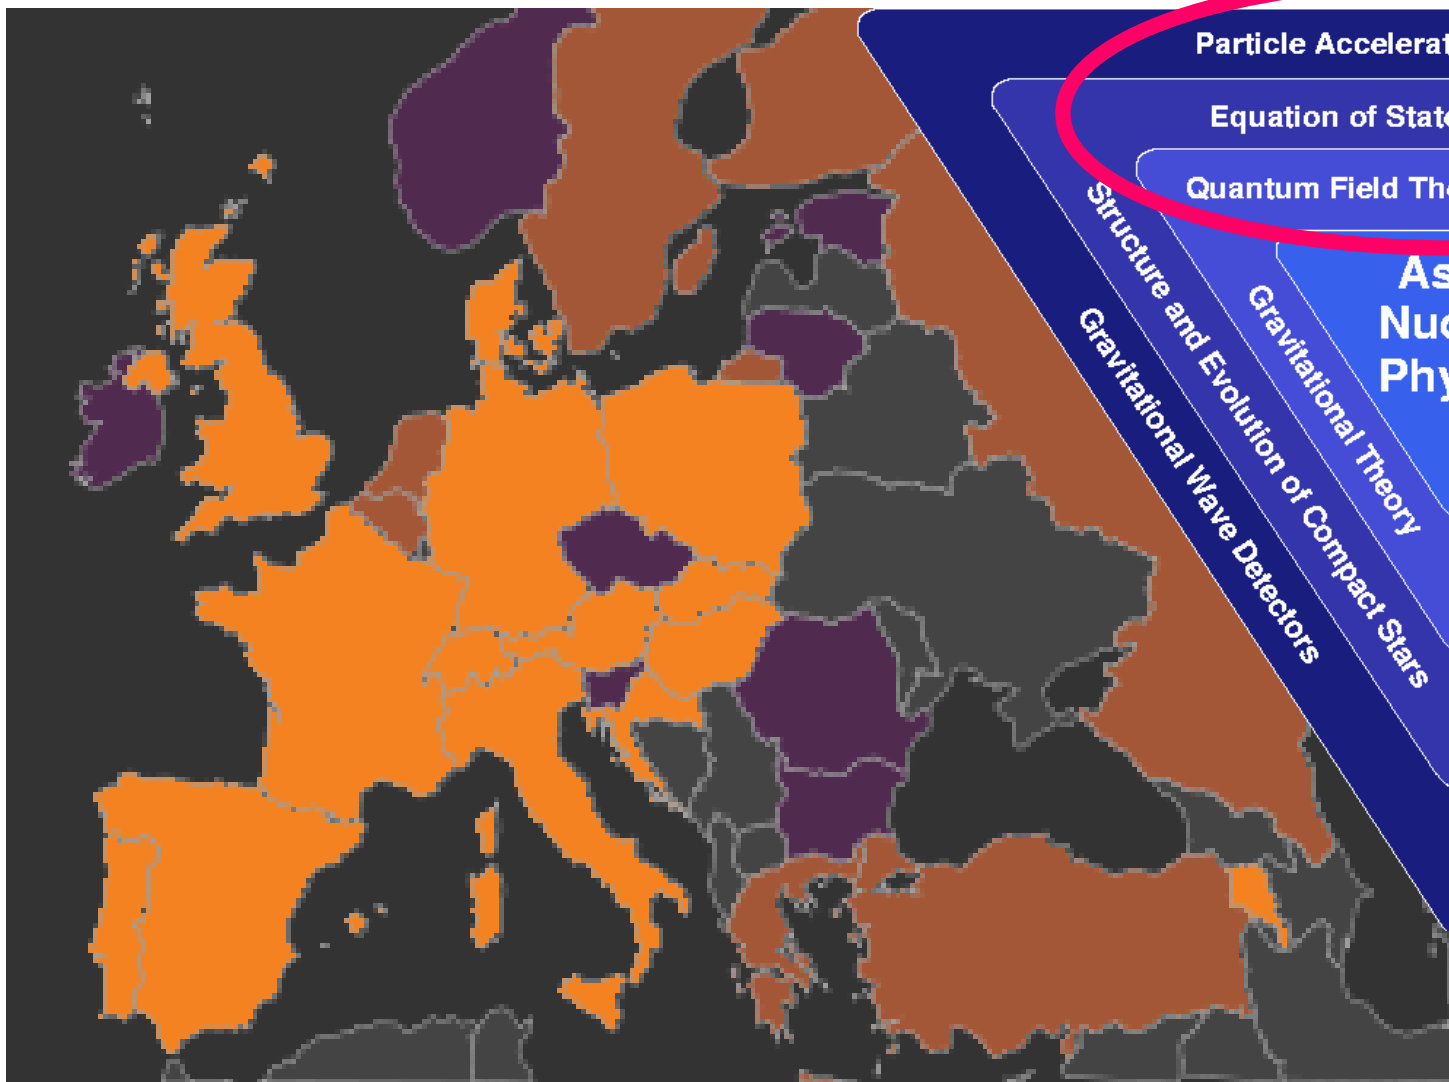 Particle Accelerat
Equation of State
Quantum Field The
As
Nuc
Phy
Gravitational Theory
Structure and Evolution of Compact Stars
Gravitational Wave Detectors